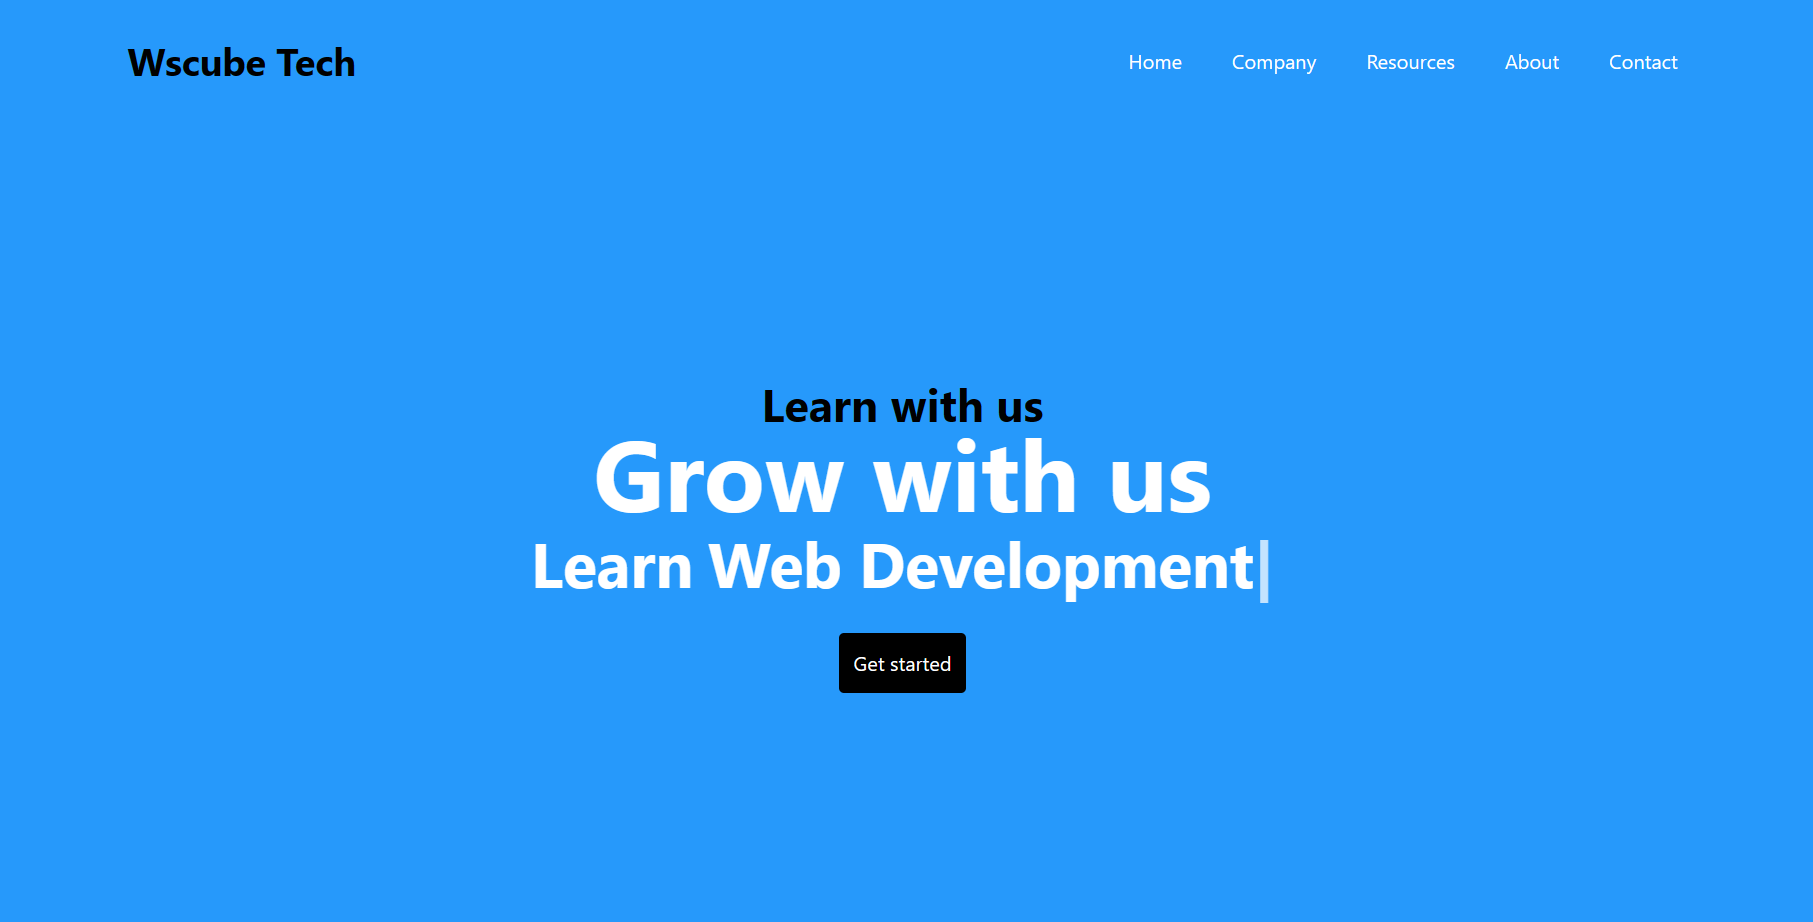 Wscube Tech
Home Company Resources About Contact
Learn with us
Grow with us
Learn Web Development|
Get started